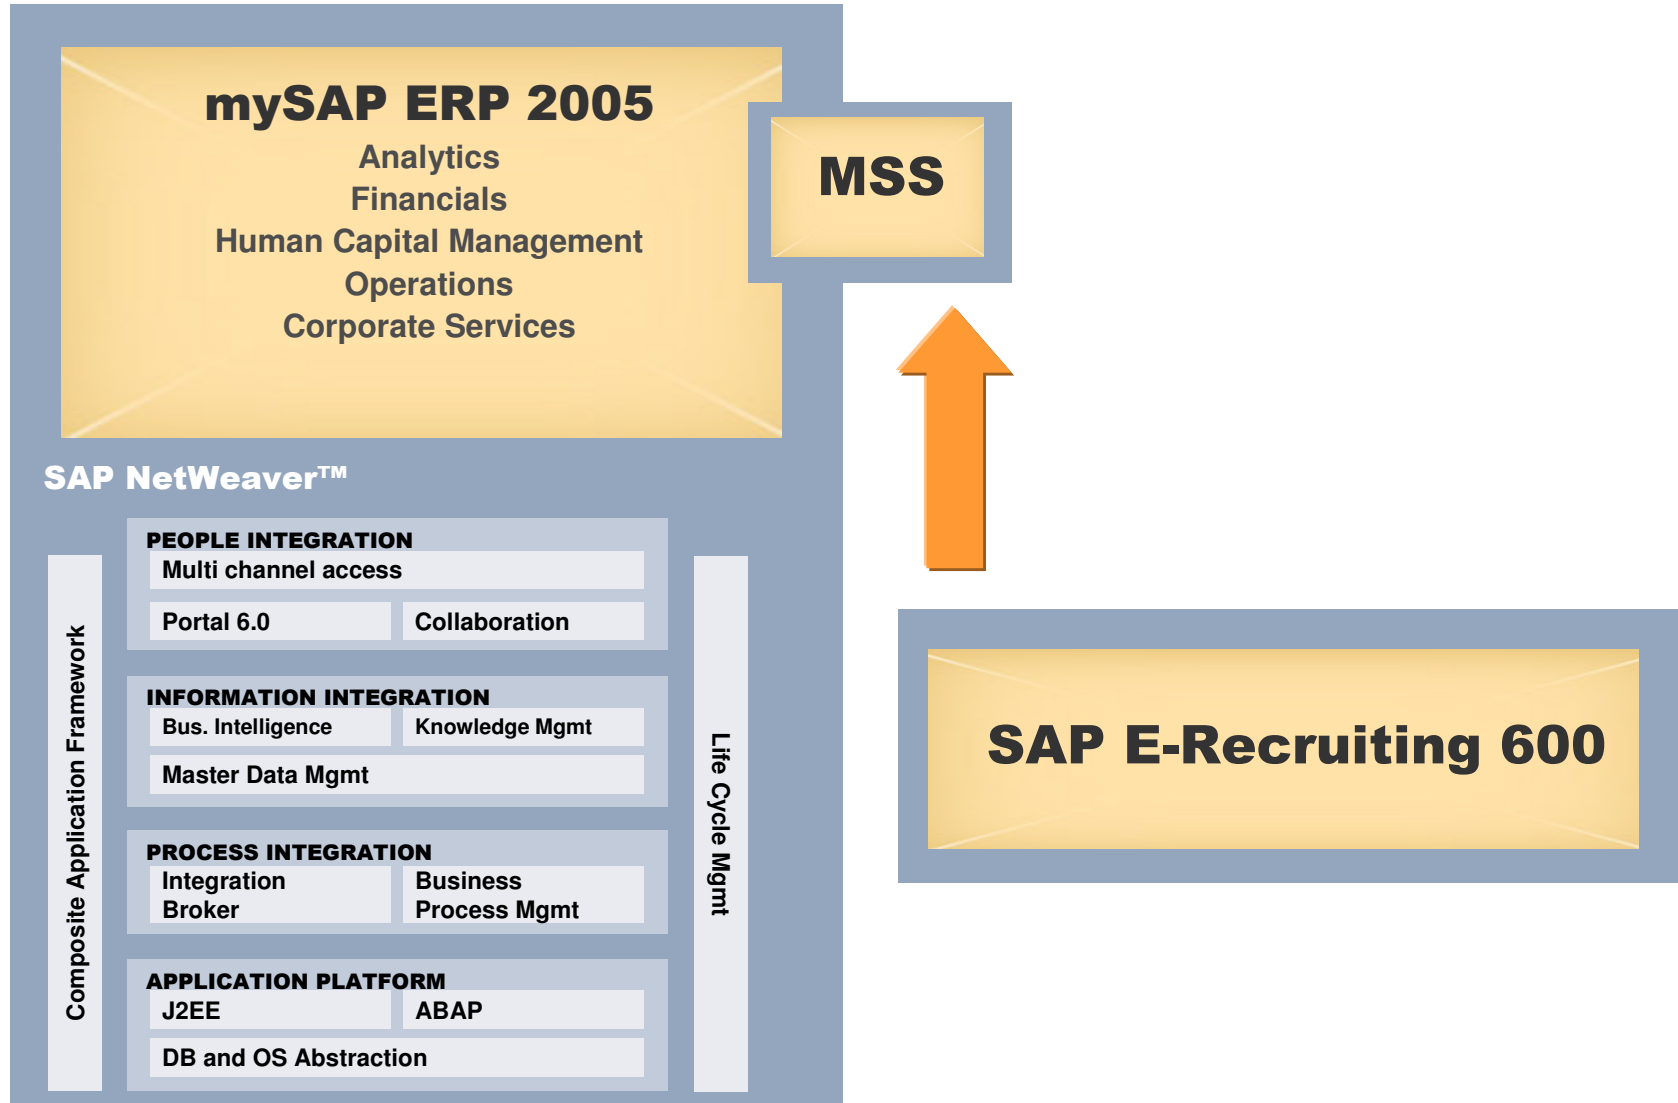 mySAP ERP 2005
Analytics
Financials
Human Capital Management
Operations
Corporate Services
MSS
SAP NetWeaver™
PEOPLE INTEGRATION
Multi channel access
Portal 6.0
Collaboration
INFORMATION INTEGRATION
Bus. Intelligence
Knowledge Mgmt
Master Data Mgmt
PROCESS INTEGRATION
Integration
Broker
Business
Process Mgmt
APPLICATION PLATFORM
J2EE
ABAP
DB and OS Abstraction
Composite Application Framework
Life Cycle Mgmt
SAP E-Recruiting 600